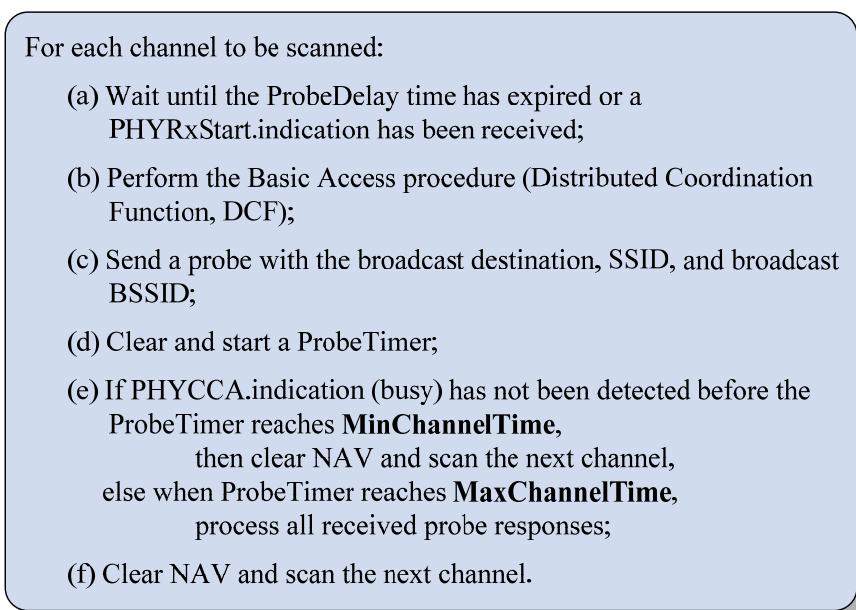 For each channel to be scanned:
(a) Wait until the ProbeDelay time has expired or a
PHYRxStart.indication has been received;
(b) Perform the Basic Access procedure (Distributed Coordination
Function, DCF);
(c) Send a probe with the broadcast destination, SSID, and broadcast
BSSID;
(d) Clear and start a ProbeTimer;
(e) If PHYCCA.indication (busy) has not been detected before the
ProbeTimer reaches MinChannelTime,
then clear NAV and scan the next channel,
else when ProbeTimer reaches MaxChannelTime,
process all received probe responses;
(f) Clear NAV and scan the next channel.